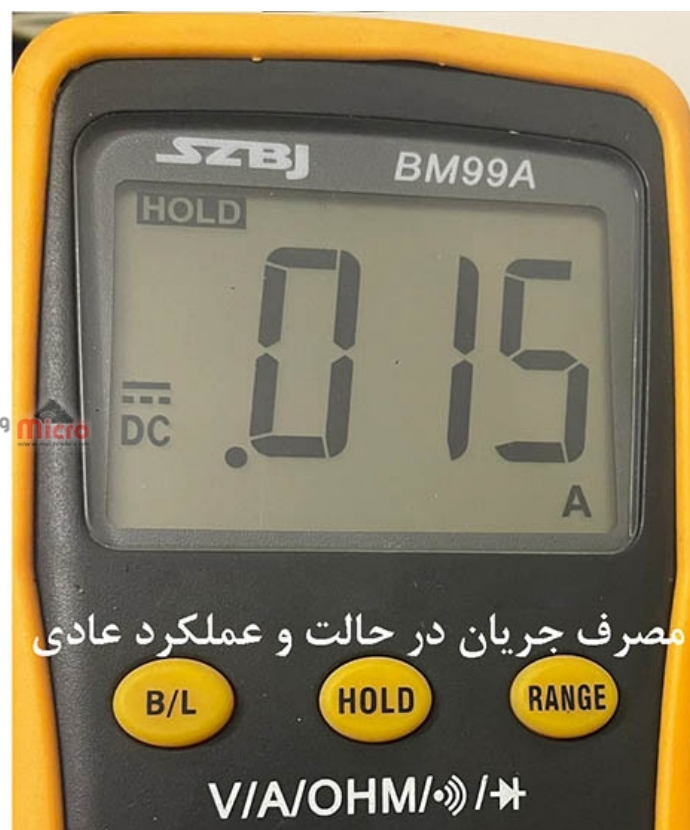 SZBJ BM99A
HOLD
.015
DC
A
و Micro
مصرف جریان در حالت و عملکرد عادی
B/L HOLD RANGE
V/A/OHM/